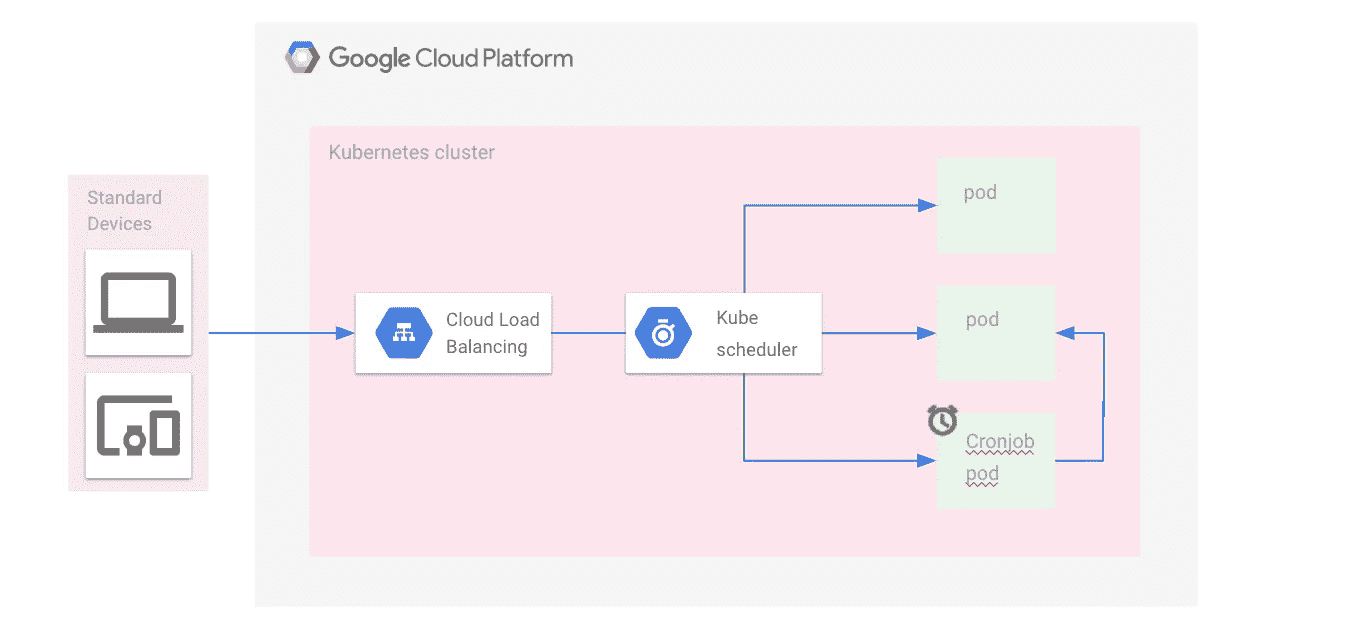 Google Cloud Platform
Kubernetes cluster
Standard
Devices
Cloud Load
Balancing
Kube
scheduler
pod
pod
Cronjob
pod